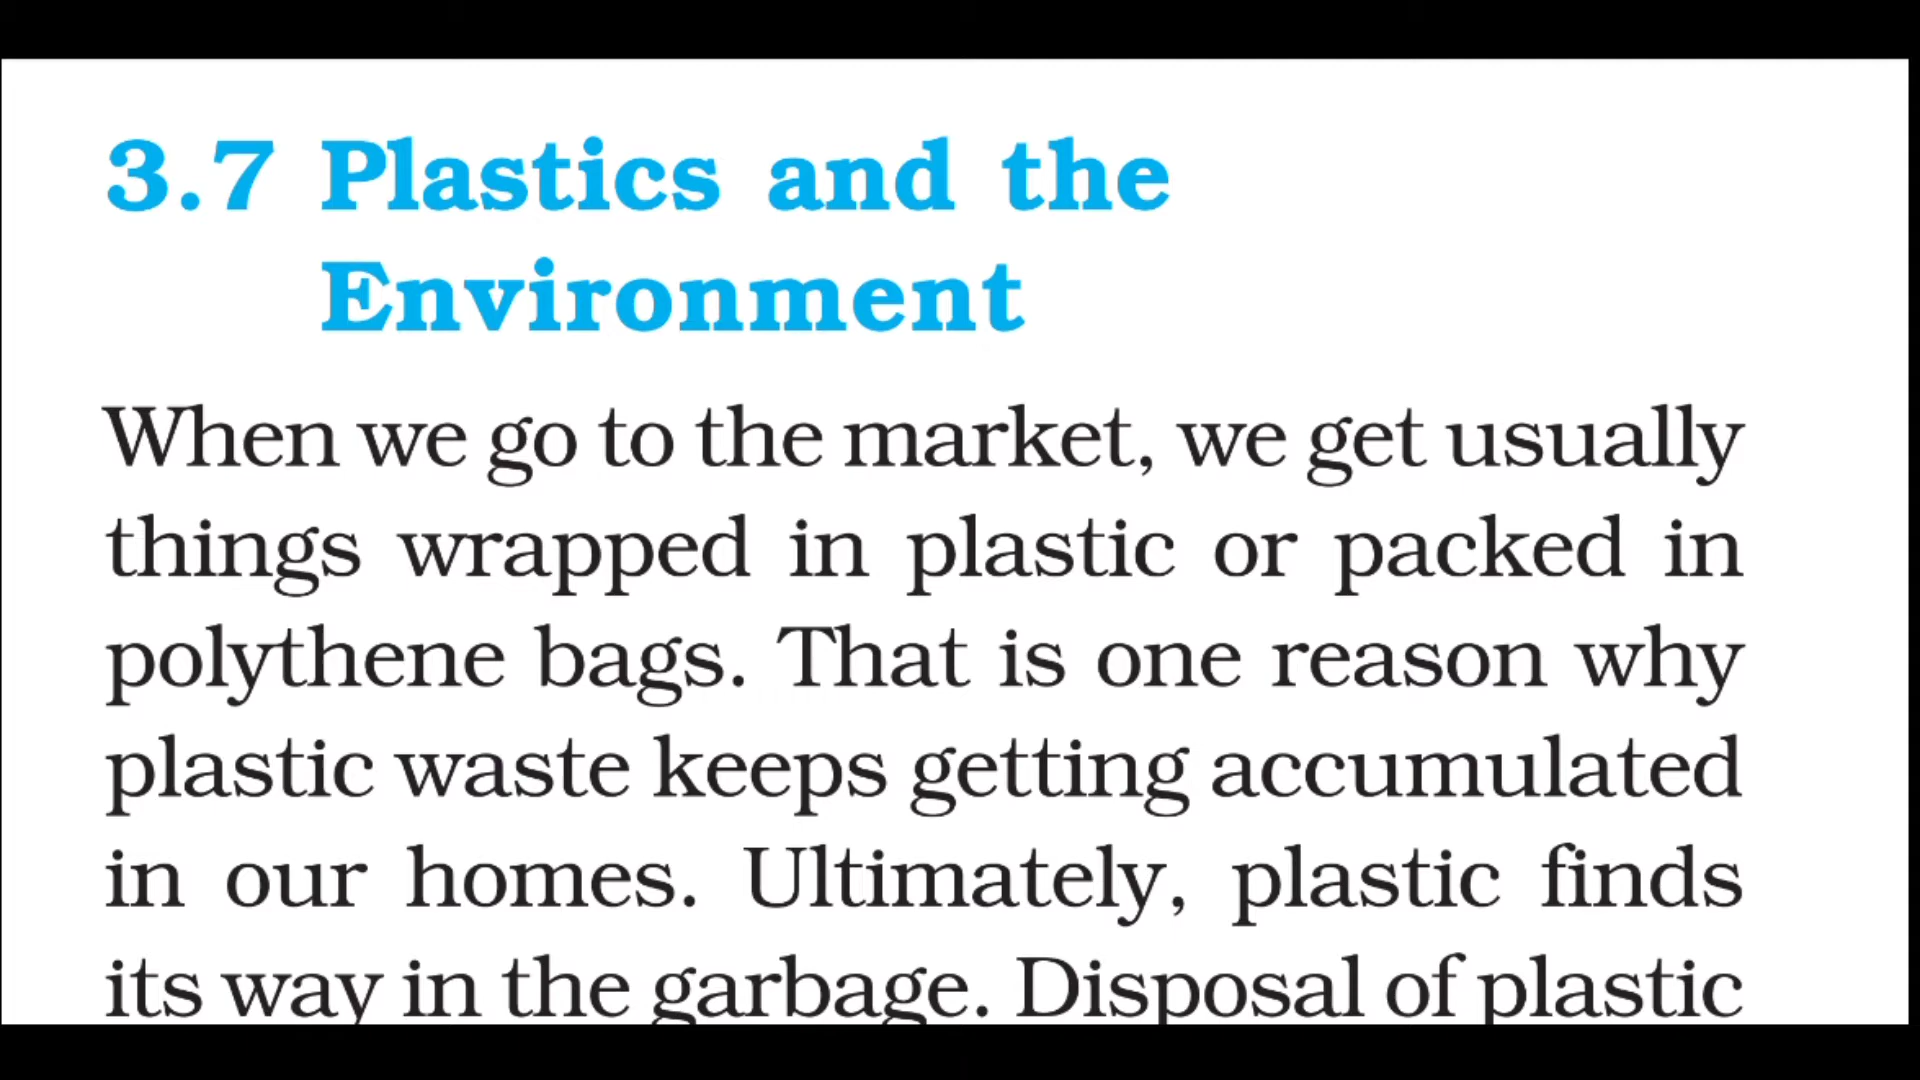 3.7 Plastics and the
Environment
When we go to the market, we get usually
things wrapped in plastic or packed in
polythene bags. That is one reason why
plastic waste keeps getting accumulated
in our homes. Ultimately, plastic finds
its way in the garbage. Disposal of plastic